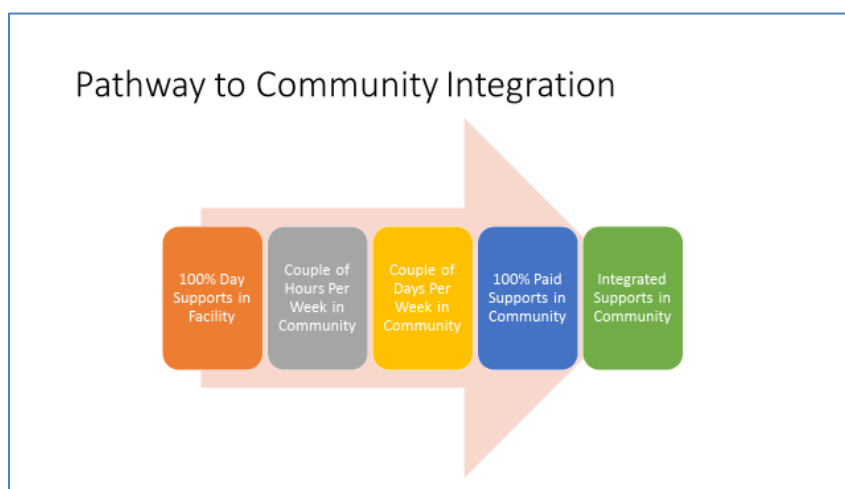 Pathway to Community Integration
100% Day
Supports in
Facility
Couple of
Hours Per
Week in
Community
Couple of
Days Per
Week in
Community
100% Paid
Supports in
Community
Integrated
Supports in
Community